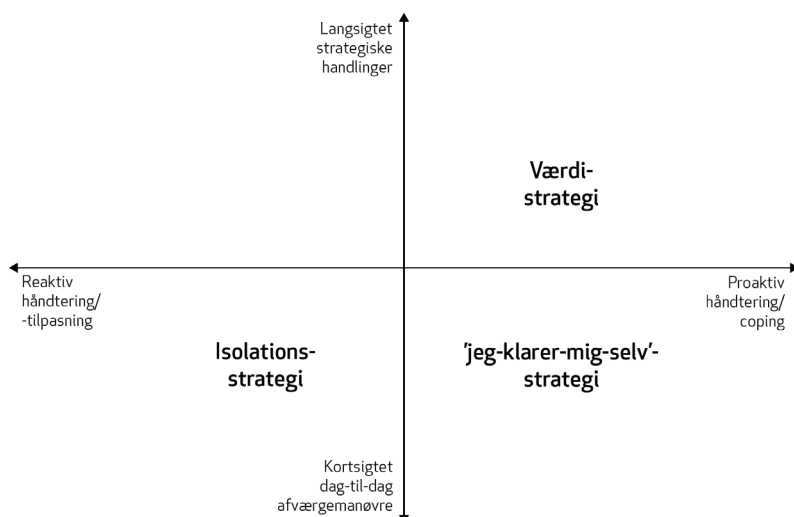 Langsigtet
strategiske
handlinger
Værdi-
strategi
Reaktiv
håndtering/
-tilpasning
Proaktiv
håndtering/
coping
Isolations-
strategi
'jeg-klarer-mig-selv'-
strategi
Kortsigtet
dag-til-dag
afværgemanøvre